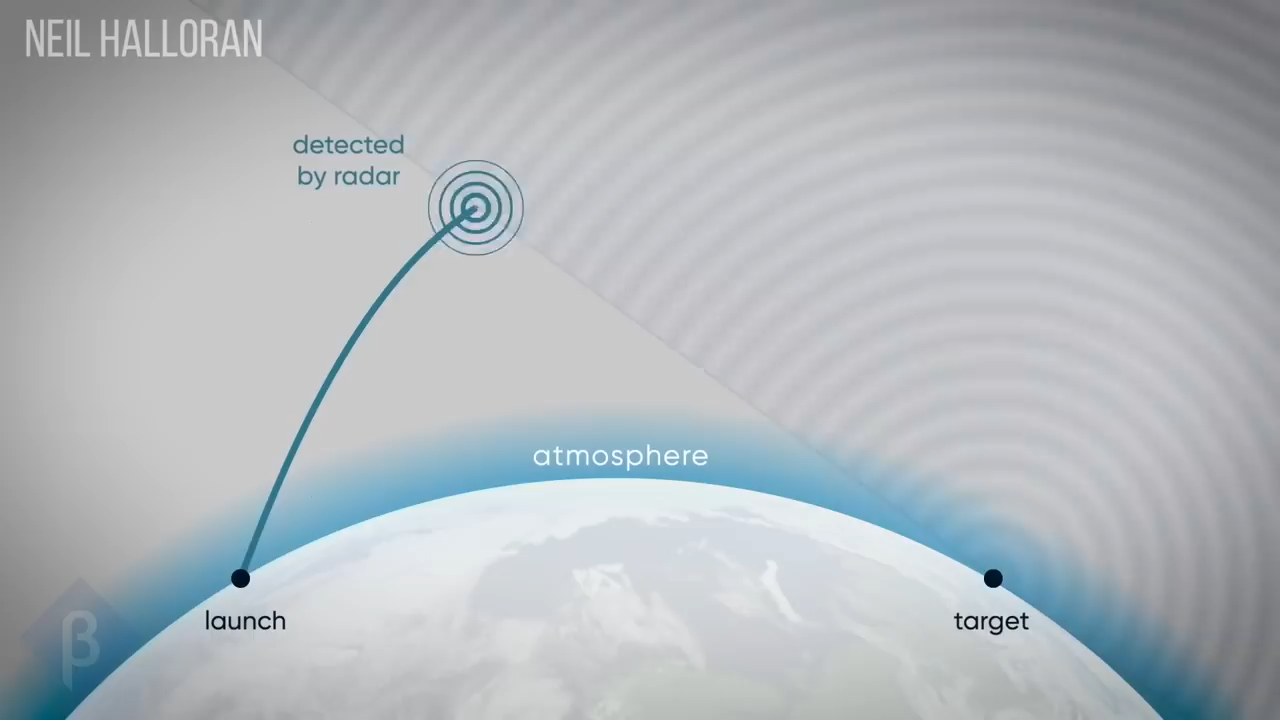 NEIL HALLORAN
detected
by radar
atmosphere
launch
target
β